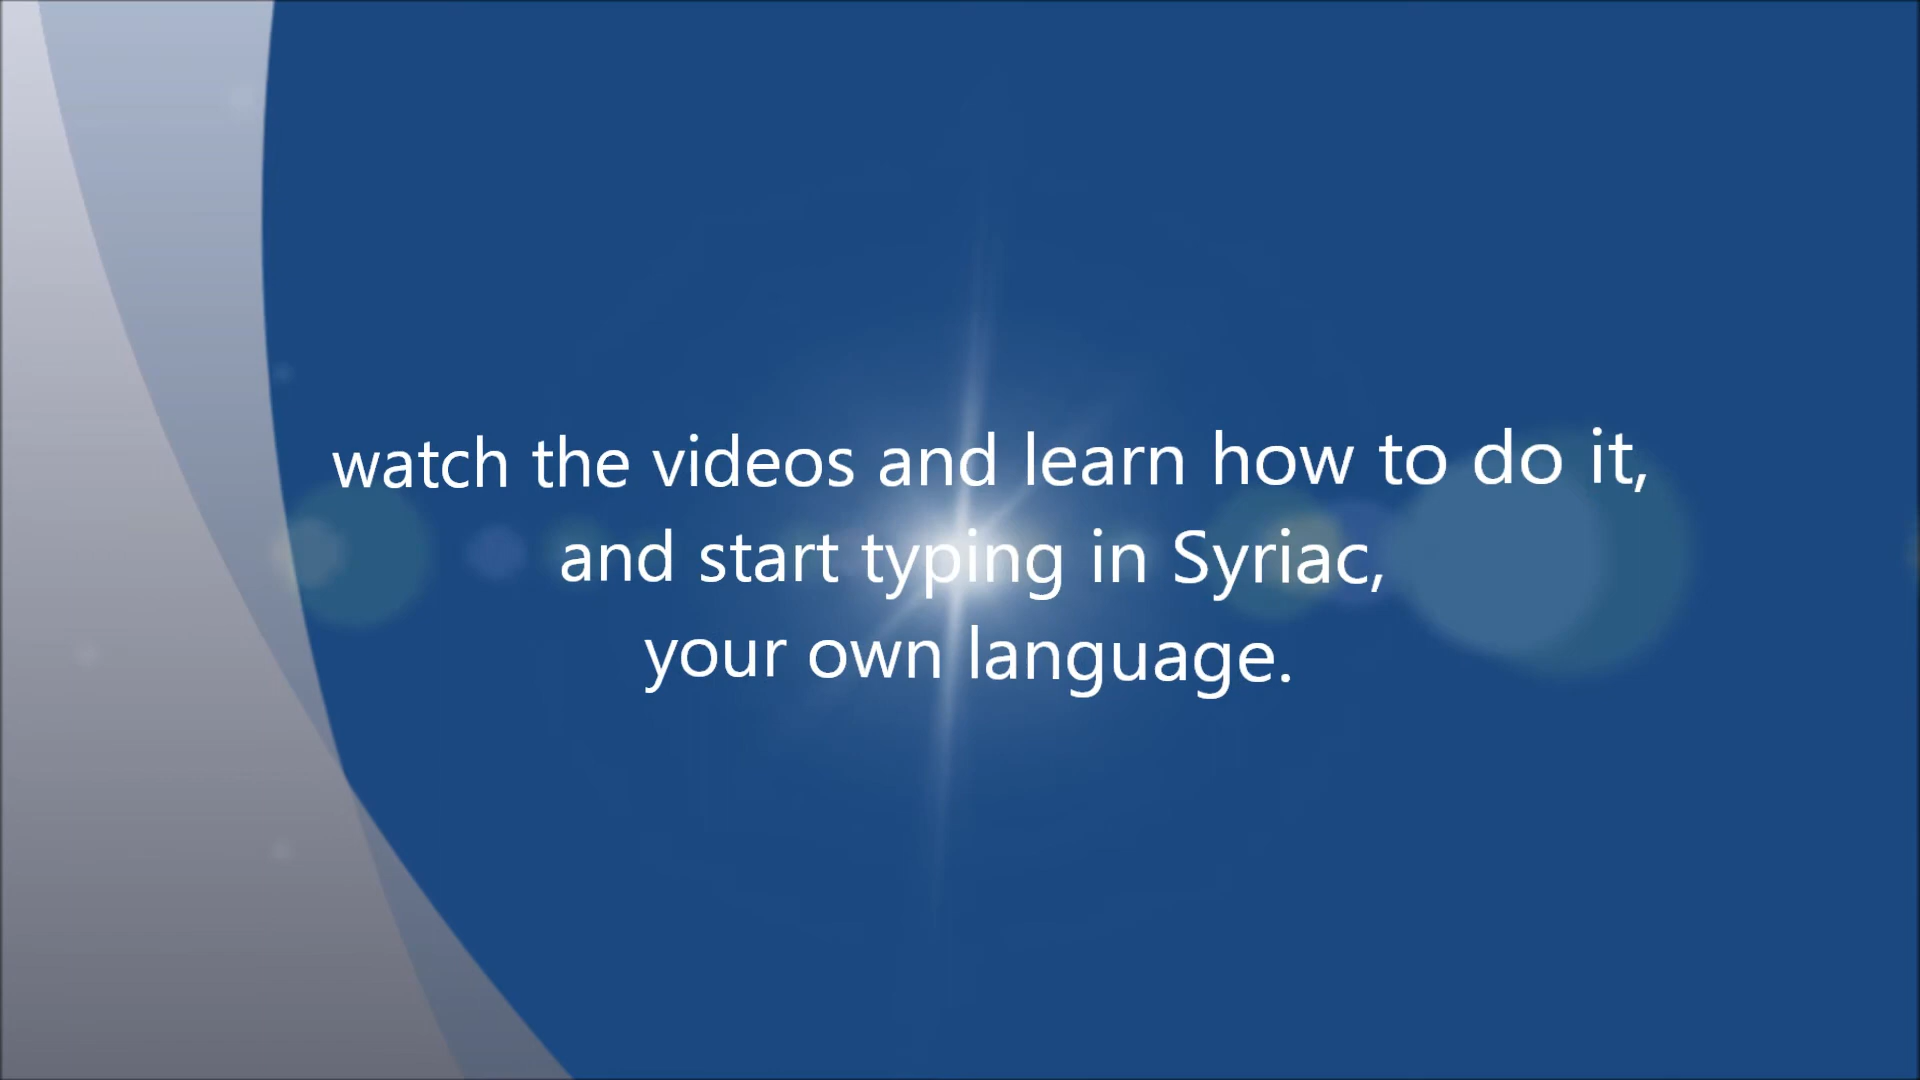 watch the videos and learn how to do it,
and start typing in Syriac,
your own language.